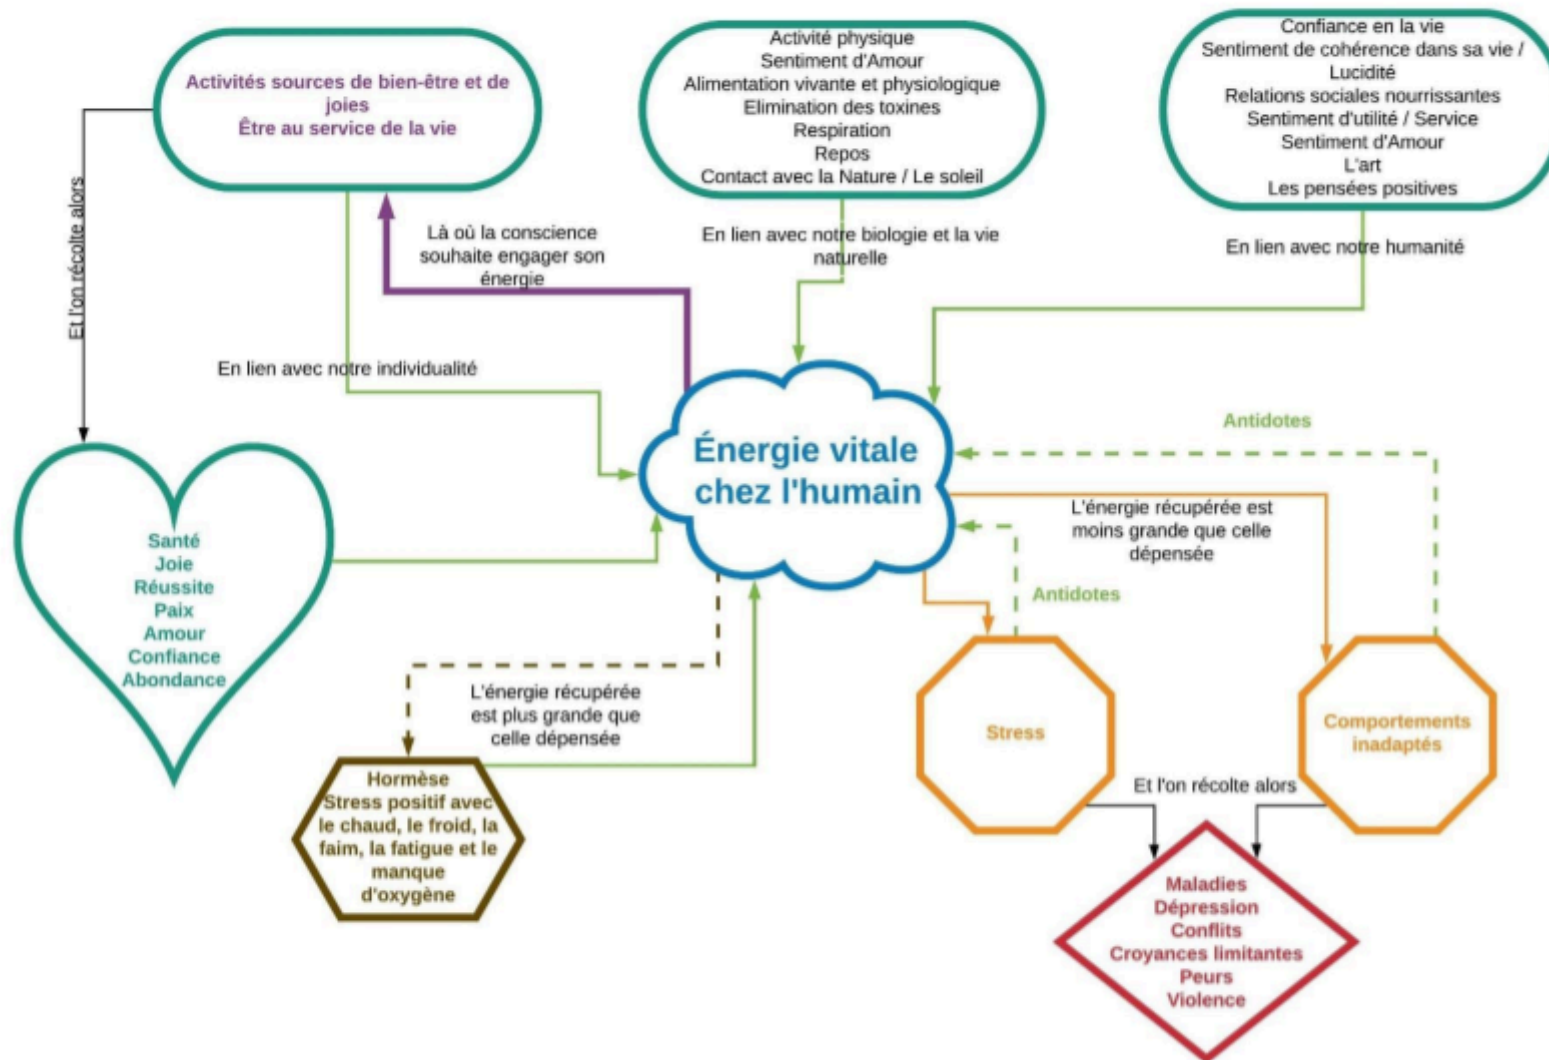 Activités sources de bien-être et de
joies
Être au service de la vie
Activité physique
Sentiment d'Amour
Alimentation vivante et physiologique
Elimination des toxines
Respiration
Repos
Contact avec la Nature / Le soleil
Confiance en la vie
Sentiment de cohérence dans sa vie /
Lucidité
Relations sociales nourrissantes
Sentiment d'utilité / Service
Sentiment d'Amour
L'art
Les pensées positives
Et l'on récolte alors
Là où la conscience
souhaite engager son
énergie
En lien avec notre biologie et la vie
naturelle
En lien avec notre humanité
En lien avec notre individualité
Énergie vitale
chez l'humain
Antidotes
L'énergie récupérée est
moins grande que celle
dépensée
Antidotes
Santé
Joie
Réussite
Paix
Amour
Confiance
Abondance
L'énergie récupérée
est plus grande que
celle dépensée
Hormèse
Stress positif avec
le chaud, le froid, la
faim, la fatigue et le
manque
d'oxygène
Stress
Comportements
inadaptés
Et l'on récolte alors
Maladies
Dépression
Conflits
Croyances limitantes
Peurs
Violence